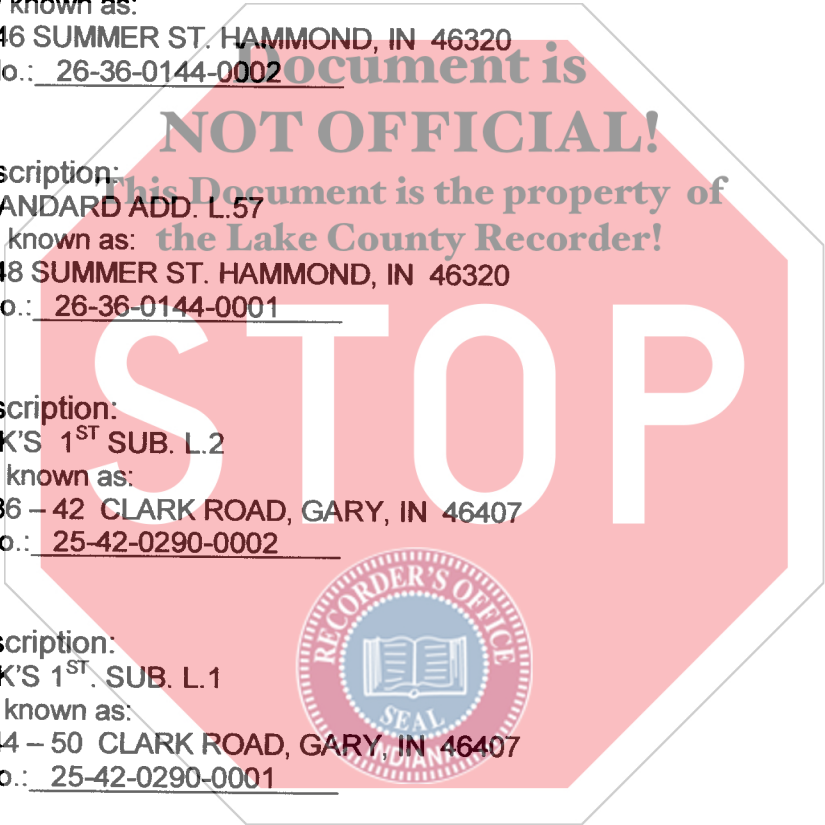 known as:
46 SUMMER ST. HAMMOND, IN 46320
o.: 26-36-0144-0002
Document is
NOT OFFICIAL!
This Document is the property of
the Lake County Recorder!
scription:
ANDARD ADD. L.57
known as:
48 SUMMER ST. HAMMOND, IN 46320
o.: 26-36-0144-0001
STOP
scription:
K'S 1ST SUB. L.2
known as:
36 – 42 CLARK ROAD, GARY, IN 46407
o.: 25-42-0290-0002
RECORDER'S OFFICE
SEAL
INDIANA
scription:
K'S 1ST. SUB. L.1
known as:
44 – 50 CLARK ROAD, GARY, IN 46407
o.: 25-42-0290-0001